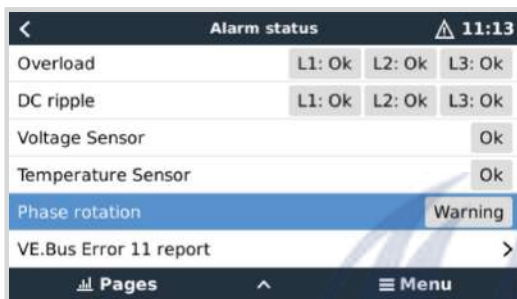 Alarm status 11:13
Overload L1: Ok L2: Ok L3: Ok
DC ripple L1: Ok L2: Ok L3: Ok
Voltage Sensor Ok
Temperature Sensor Ok
Phase rotation Warning
VE.Bus Error 11 report
Pages Menu